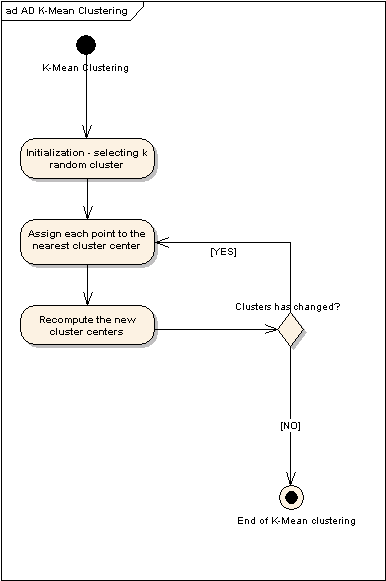 ad AD K-Mean Clustering
K-Mean Clustering
Initialization - selecting k
random cluster
Assign each point to the
nearest cluster center
[YES]
Recompute the new
cluster centers
Clusters has changed?
[NO]
End of K-Mean clustering